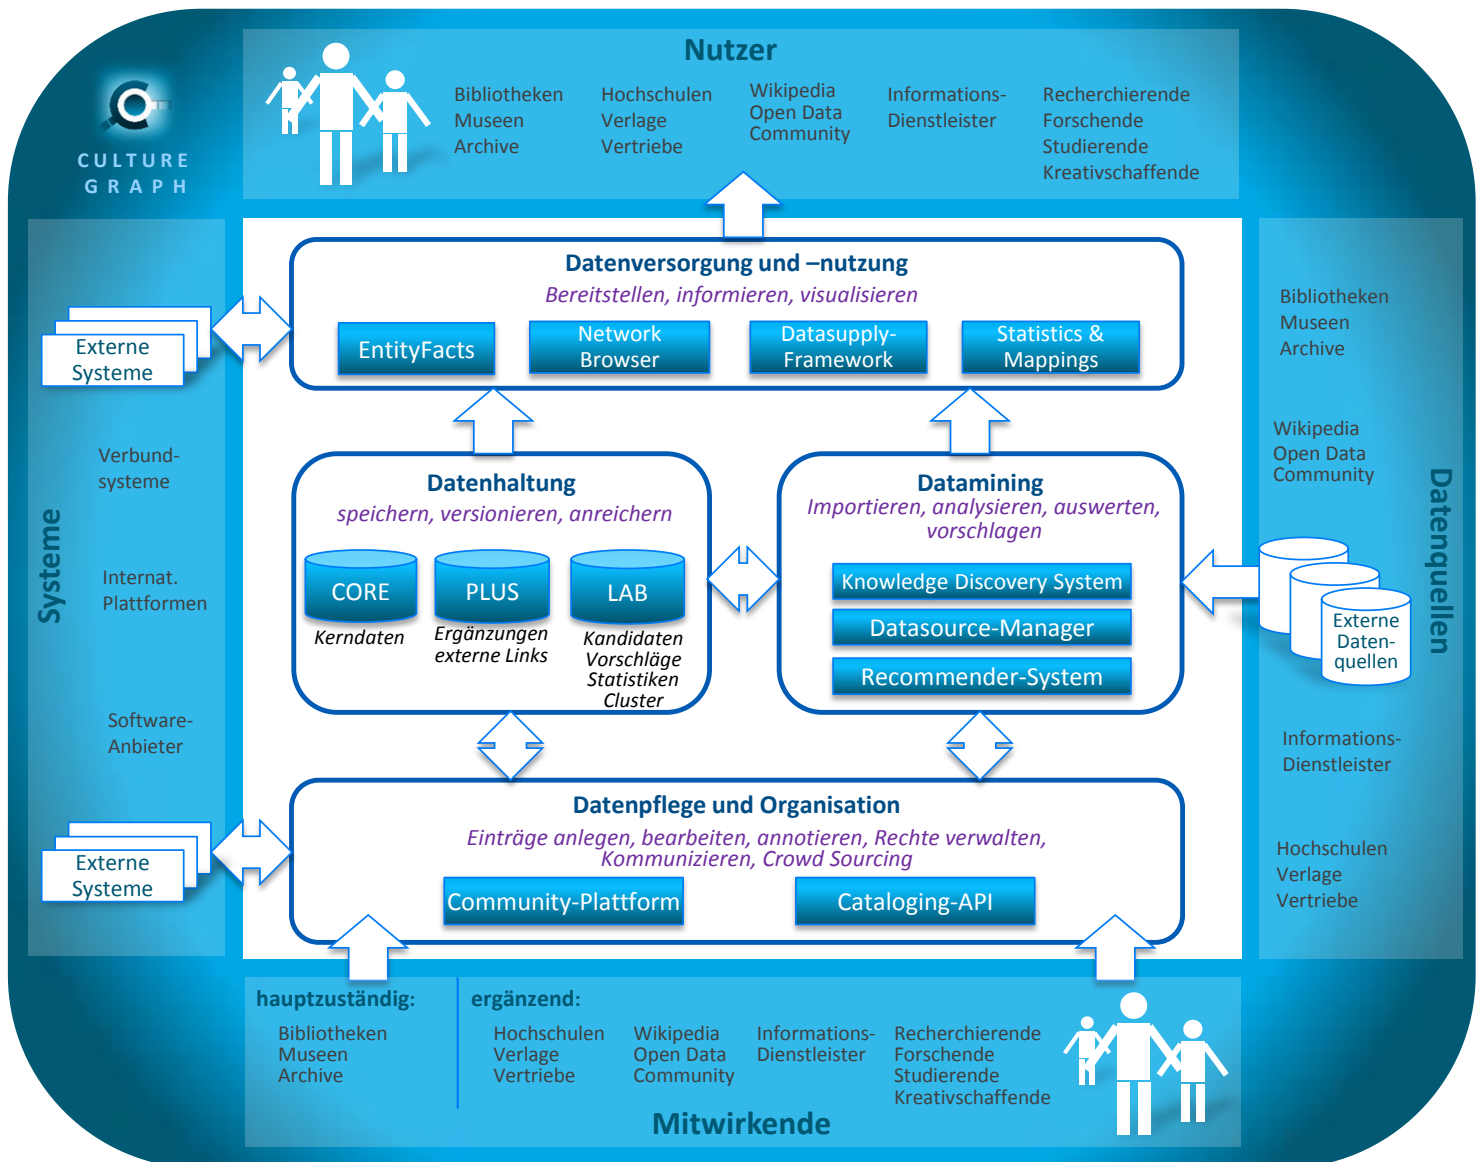 CULTURE
GRAPH
Nutzer
Bibliotheken
Museen
Archive
Hochschulen
Verlage
Vertriebe
Wikipedia
Open Data
Community
Informations-
Dienstleister
Recherchierende
Forschende
Studierende
Kreativschaffende
Systeme
Externe
Systeme
Verbund-
systeme
Internat.
Plattformen
Software-
Anbieter
Externe
Systeme
Datenversorgung und –nutzung
Bereitstellen, informieren, visualisieren
EntityFacts
Network
Browser
Datasupply-
Framework
Statistics &
Mappings
Datenhaltung
speichern, versionieren, anreichern
CORE
Kerndaten
PLUS
Ergänzungen
externe Links
LAB
Kandidaten
Vorschläge
Statistiken
Cluster
Datamining
Importieren, analysieren, auswerten,
vorschlagen
Knowledge Discovery System
Datasource-Manager
Recommender-System
Datenpflege und Organisation
Einträge anlegen, bearbeiten, annotieren, Rechte verwalten,
Kommunizieren, Crowd Sourcing
Community-Plattform
Cataloging-API
Datenquellen
Bibliotheken
Museen
Archive
Wikipedia
Open Data
Community
Externe
Daten-
quellen
Informations-
Dienstleister
Hochschulen
Verlage
Vertriebe
hauptzuständig:
Bibliotheken
Museen
Archive
ergänzend:
Hochschulen
Verlage
Vertriebe
Wikipedia
Open Data
Community
Informations-
Dienstleister
Recherchierende
Forschende
Studierende
Kreativschaffende
Mitwirkende